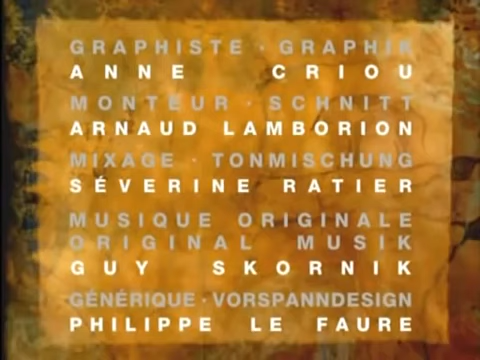 GRAPHISTE · GRAPHIK
ANNE CRIOU
MONTEUR · SCHNITT
ARNAUD LAMBORION
MIXAGE · TONMISCHUNG
SÉVERINE RATIER
MUSIQUE ORIGINALE
ORIGINAL MUSIK
GUY SKORNIK
GÉNÉRIQUE · VORSPANNDESIGN
PHILIPPE LE FAURE